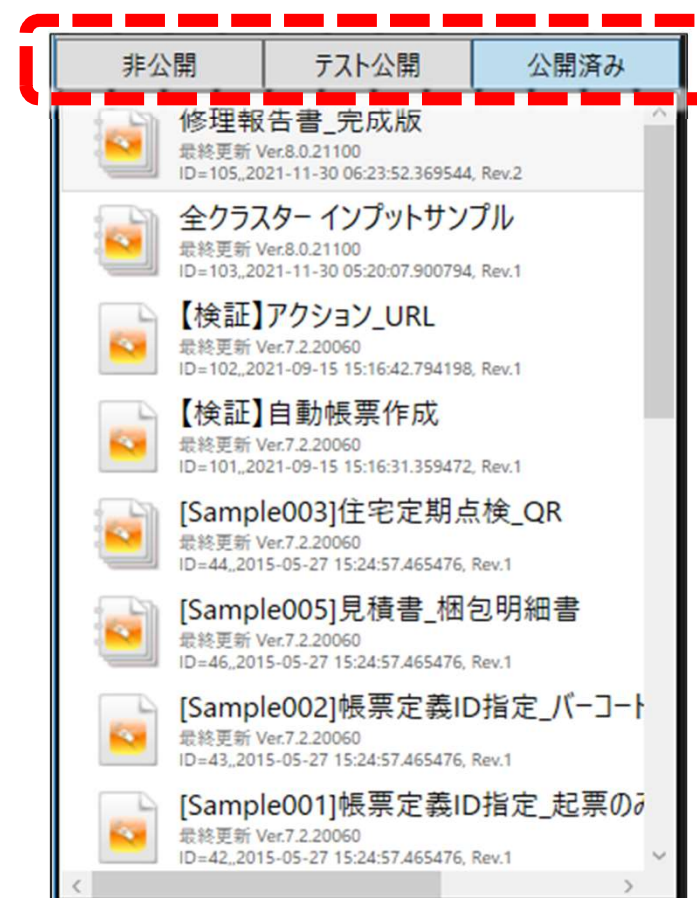 非公開 テスト公開 公開済み
修理報告書_完成版
最終更新 Ver.8.0.21100
ID=105,,2021-11-30 06:23:52.369544, Rev.2
全クラスター インプットサンプル
最終更新 Ver.8.0.21100
ID=103,,2021-11-30 05:20:07.900794, Rev.1
【検証】アクション_URL
最終更新 Ver.7.2.20060
ID=102,,2021-09-15 15:16:42.794198, Rev.1
【検証】自動帳票作成
最終更新 Ver.7.2.20060
ID=101,,2021-09-15 15:16:31.359472, Rev.1
[Sample003]住宅定期点検_QR
最終更新 Ver.7.2.20060
ID=44,,2015-05-27 15:24:57.465476, Rev.1
[Sample005]見積書_梱包明細書
最終更新 Ver.7.2.20060
ID=46,,2015-05-27 15:24:57.465476, Rev.1
[Sample002]帳票定義ID指定_バーコード
最終更新 Ver.7.2.20060
ID=43,,2015-05-27 15:24:57.465476, Rev.1
[Sample001]帳票定義ID指定_起票のみ
最終更新 Ver.7.2.20060
ID=42,,2015-05-27 15:24:57.465476, Rev.1